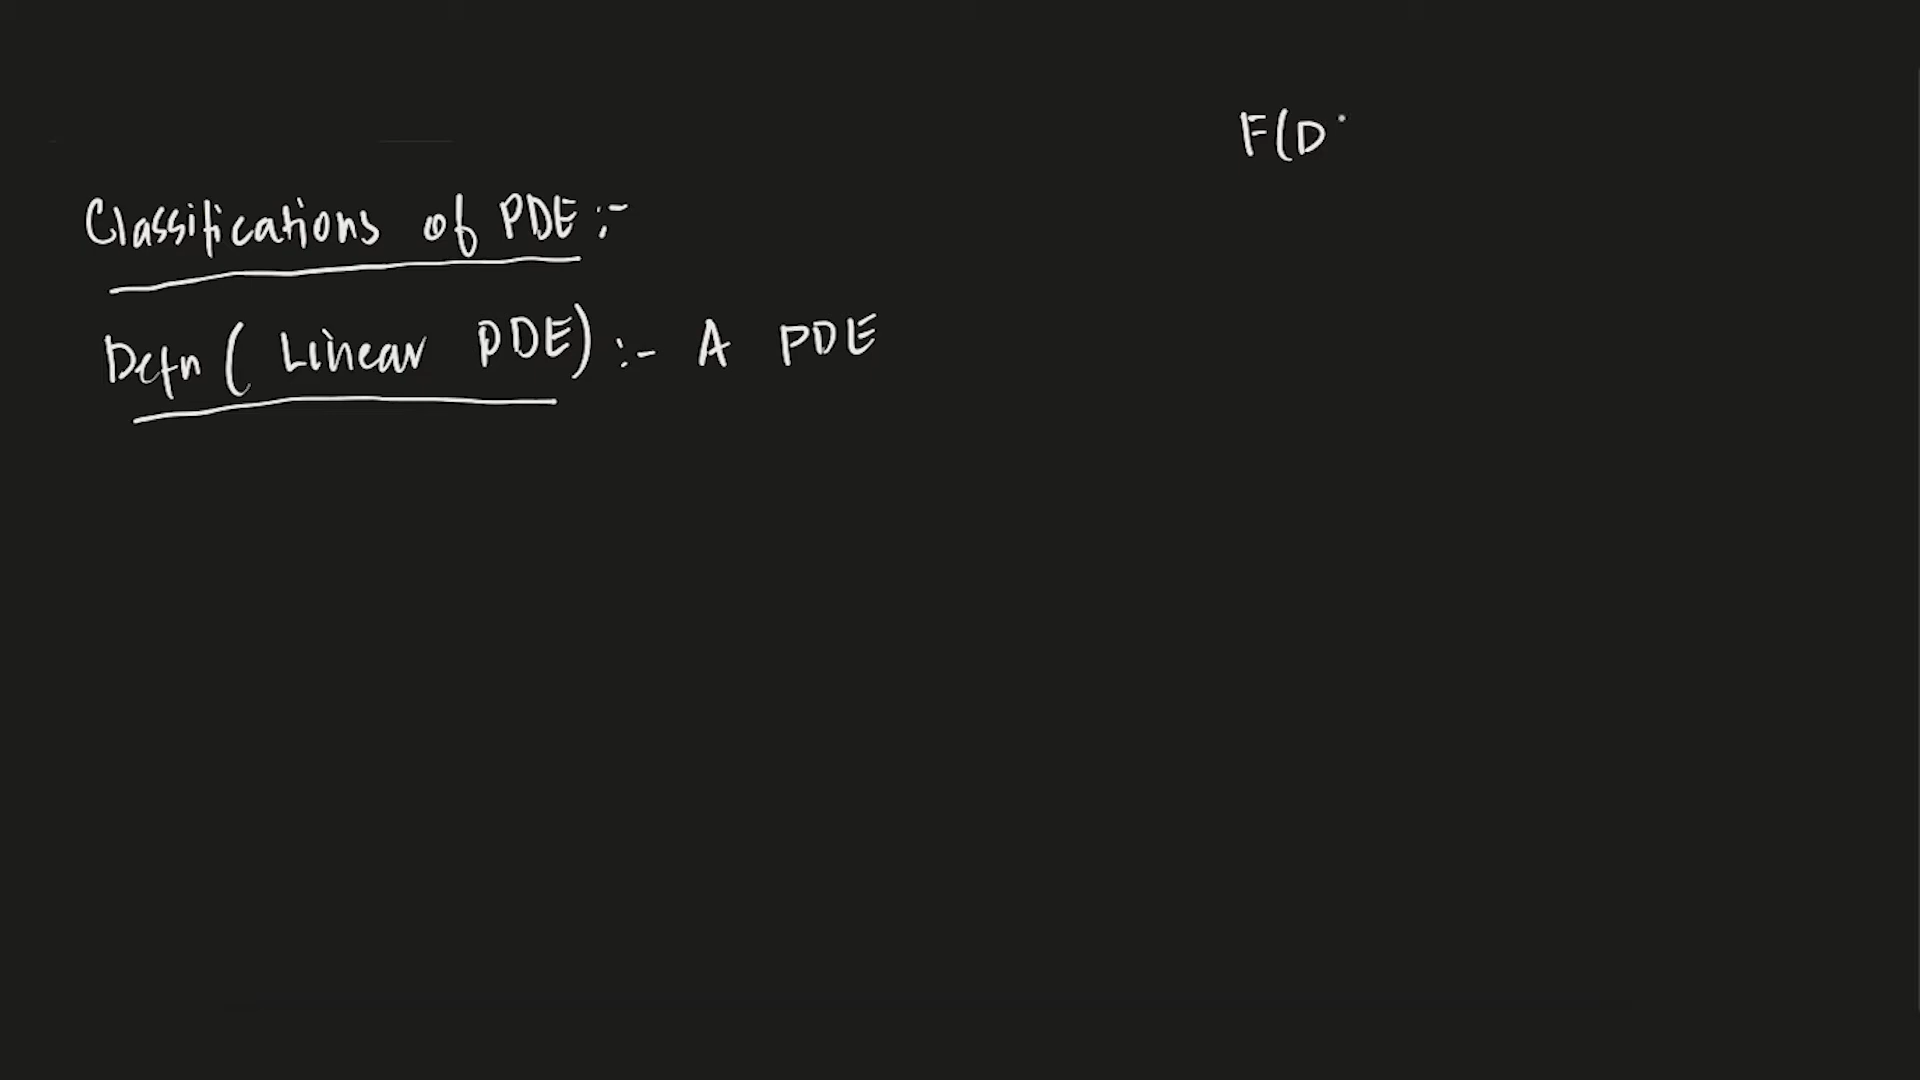 F(D
Classifications of PDE :-
Defn ( Linear PDE) :- A PDE